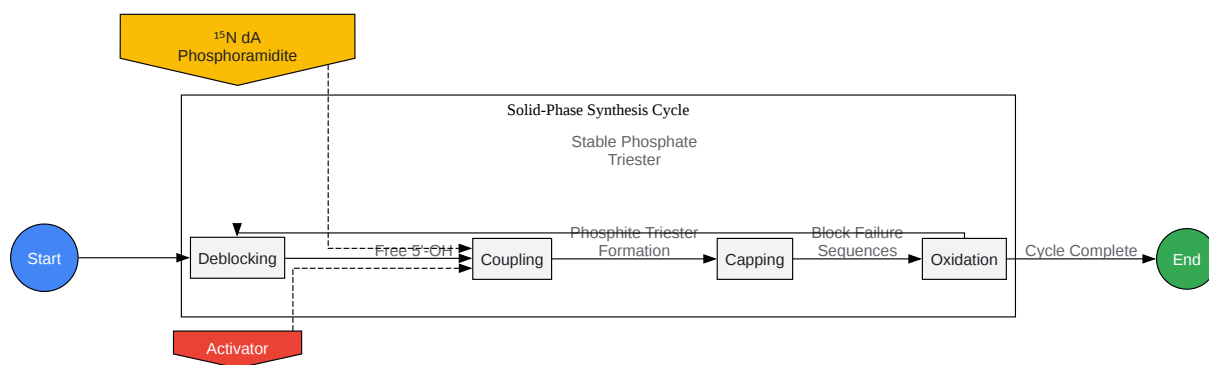 ¹⁵N dA
Phosphoramidite
Solid-Phase Synthesis Cycle
Stable Phosphate
Triester
Start
Deblocking
Free 5'-OH
Coupling
Phosphite Triester
Formation
Capping
Block Failure
Sequences
Oxidation
Cycle Complete
End
Activator